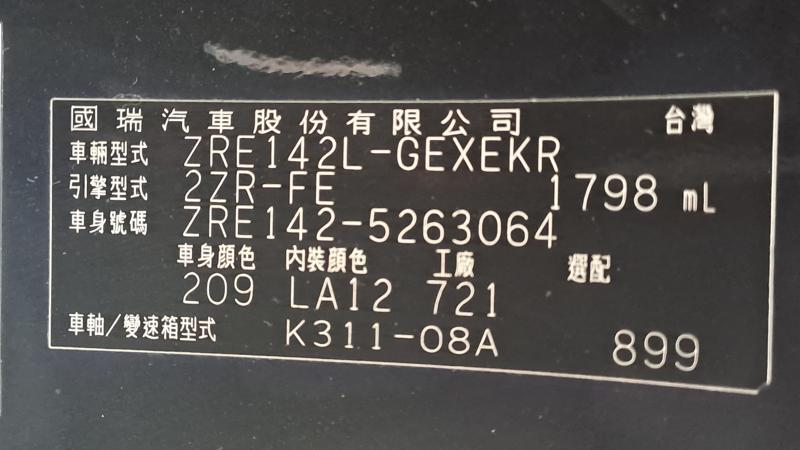 國瑞汽車股份有限公司 台灣
車輛型式 ZRE142L-GEXEKR
引擎型式 2ZR-FE 1798 mL
車身號碼 ZRE142-5263064
車身顏色 內裝顏色 工廠 選配
209 LA12 721
車軸/變速箱型式 K311-08A 899